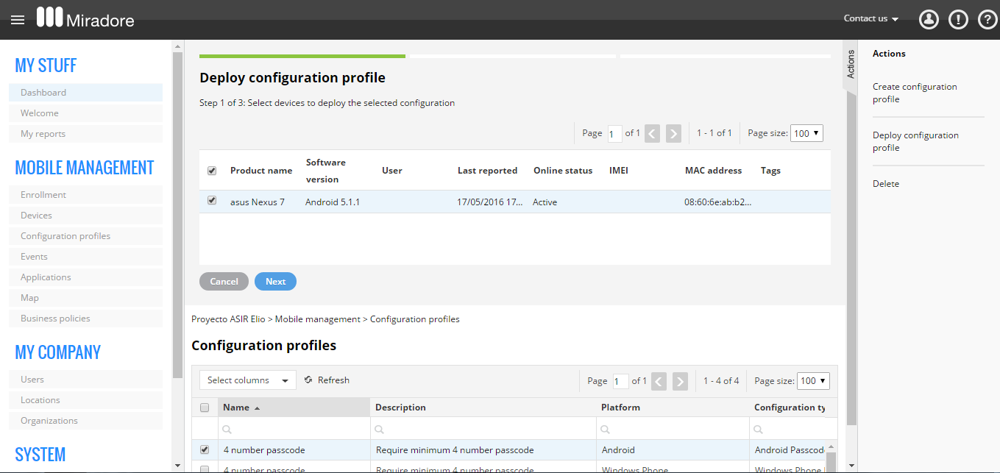 Miradore
Contact us
MY STUFF
Dashboard
Welcome
My reports
MOBILE MANAGEMENT
Enrollment
Devices
Configuration profiles
Events
Applications
Map
Business policies
MY COMPANY
Users
Locations
Organizations
SYSTEM
Deploy configuration profile
Step 1 of 3: Select devices to deploy the selected configuration
Page 1 of 1 1 - 1 of 1 Page size: 100
Product name Software version User Last reported Online status IMEI MAC address Tags
asus Nexus 7 Android 5.1.1 17/05/2016 17... Active 08:60:6e:ab:b2...
Cancel Next
Proyecto ASIR Elio > Mobile management > Configuration profiles
Configuration profiles
Select columns Refresh Page 1 of 1 1 - 4 of 4 Page size: 100
Name Description Platform Configuration ty
4 number passcode Require minimum 4 number passcode Android Android Passcod
4 number passcode Require minimum 4 number passcode Windows Phone Windows Phone
Actions
Actions
Create configuration
profile
Deploy configuration
profile
Delete